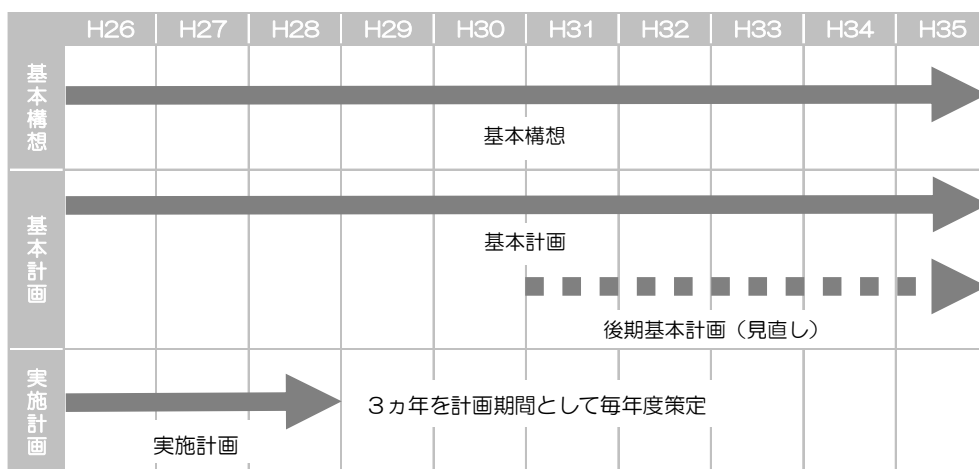 H26 H27 H28 H29 H30 H31 H32 H33 H34 H35
基本構想
基本構想
基本計画
基本計画
後期基本計画（見直し）
実施計画
３ヵ年を計画期間として毎年度策定
実施計画